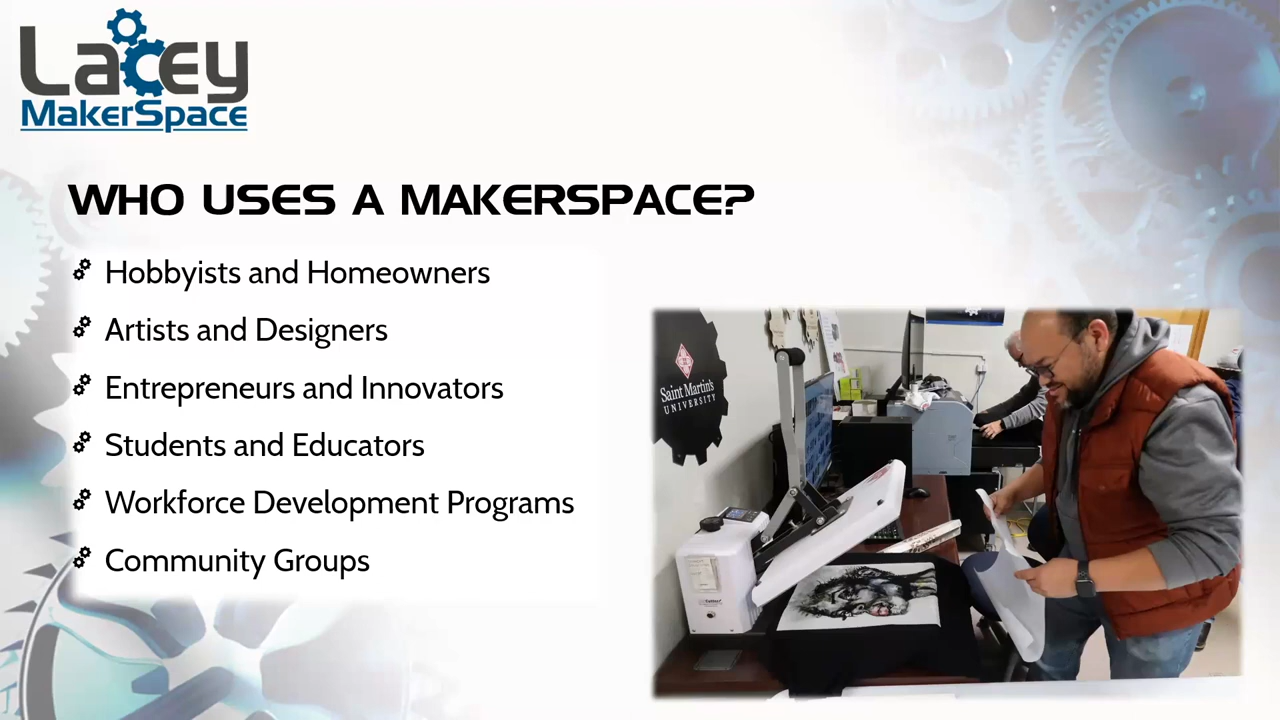 Lacey
MakerSpace
WHO USES A MAKERSPACE?
Hobbyists and Homeowners
Artists and Designers
Entrepreneurs and Innovators
Students and Educators
Workforce Development Programs
Community Groups
Saint Martin's
UNIVERSITY